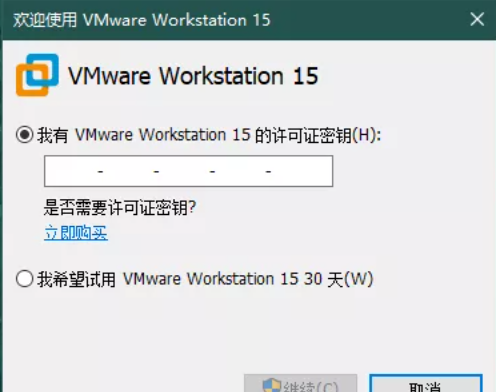 欢迎使用 VMware Workstation 15
VMware Workstation 15
我有 VMware Workstation 15 的许可证密钥(H):
- - - -
是否需要许可证密钥?
立即购买
我希望试用 VMware Workstation 15 30 天(W)
继续(C)
取消